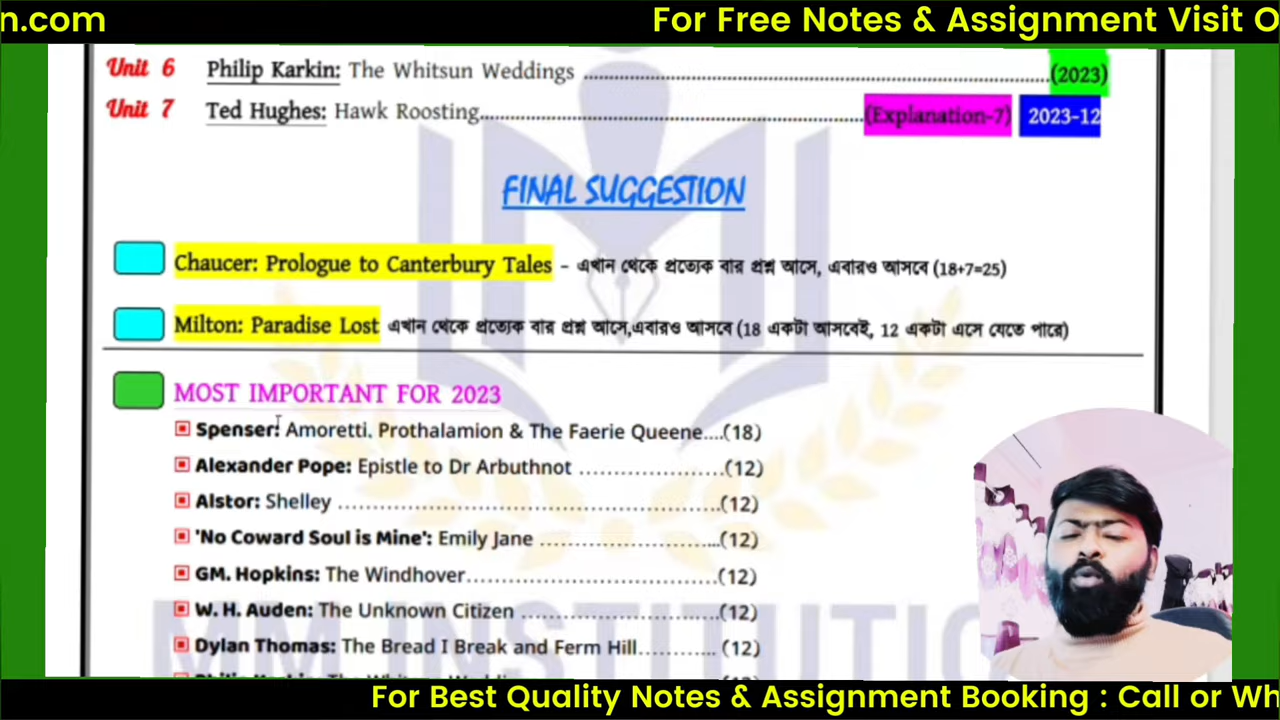 n.com For Free Notes & Assignment Visit O
Unit 6 Philip Karkin: The Whitsun Weddings ........................................................................................................(2023)
Unit 7 Ted Hughes: Hawk Roosting...................................................................................(Explanation-7) 2023-12
FINAL SUGGESTION
Chaucer: Prologue to Canterbury Tales - এখান থেকে প্রত্যেক বার প্রশ্ন আসে, এবারও আসবে (18+7=25)
Milton: Paradise Lost এখান থেকে প্রত্যেক বার প্রশ্ন আসে,এবারও আসবে (18 একটা আসবেই, 12 একটা এসে যেতে পারে)
MOST IMPORTANT FOR 2023
Spenser: Amoretti. Prothalamion & The Faerie Queene....(18)
Alexander Pope: Epistle to Dr Arbuthnot ........................(12)
Alstor: Shelley .................................................................(12)
'No Coward Soul is Mine': Emily Jane ..............................(12)
GM. Hopkins: The Windhover...........................................(12)
W. H. Auden: The Unknown Citizen .................................(12)
Dylan Thomas: The Bread I Break and Ferm Hill............ (12)
For Best Quality Notes & Assignment Booking : Call or Wh